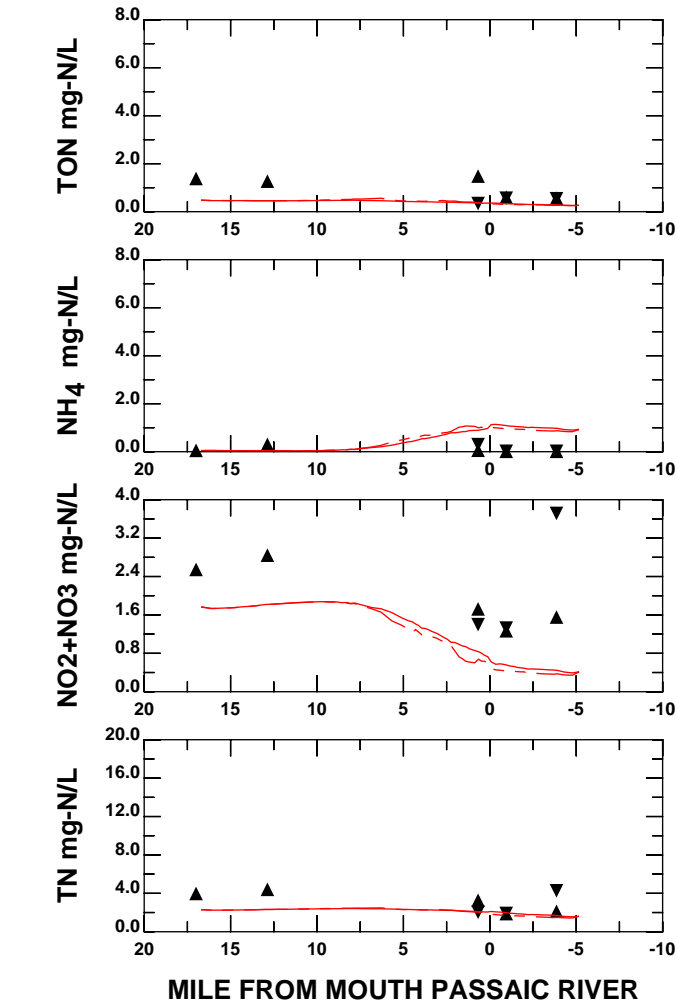 TON mg-N/L
8.0
6.0
4.0
2.0
0.0
20 15 10 5 0 -5 -10
NH4 mg-N/L
8.0
6.0
4.0
2.0
0.0
20 15 10 5 0 -5 -10
NO2+NO3 mg-N/L
4.0
3.2
2.4
1.6
0.8
0.0
20 15 10 5 0 -5 -10
TN mg-N/L
20.0
16.0
12.0
8.0
4.0
0.0
20 15 10 5 0 -5 -10
MILE FROM MOUTH PASSAIC RIVER